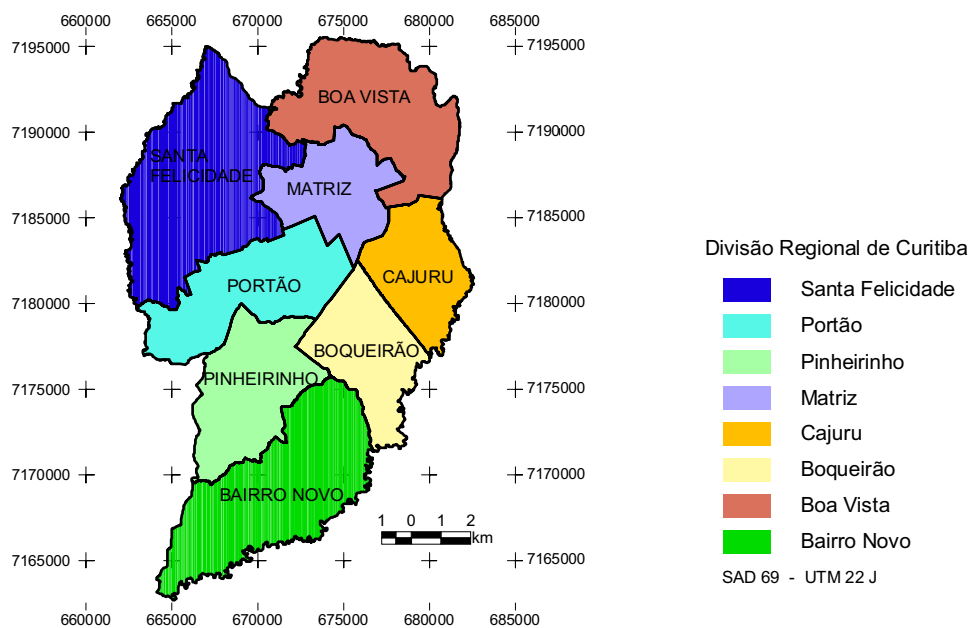 660000 665000 670000 675000 680000 685000
7195000 7195000
BOA VISTA
7190000 7190000
SANTA
FELICIDADE
MATRIZ
7185000 7185000
Divisão Regional de Curitiba
CAJURU
PORTÃO
Santa Felicidade
7180000 7180000
Portão
BOQUEIRÃO
Pinheirinho
PINHEIRINHO
7175000 7175000
Matriz
Cajuru
7170000 7170000
Boqueirão
BAIRRO NOVO
Boa Vista
1 0 1 2
km
Bairro Novo
7165000 7165000
SAD 69 - UTM 22 J
660000 665000 670000 675000 680000 685000